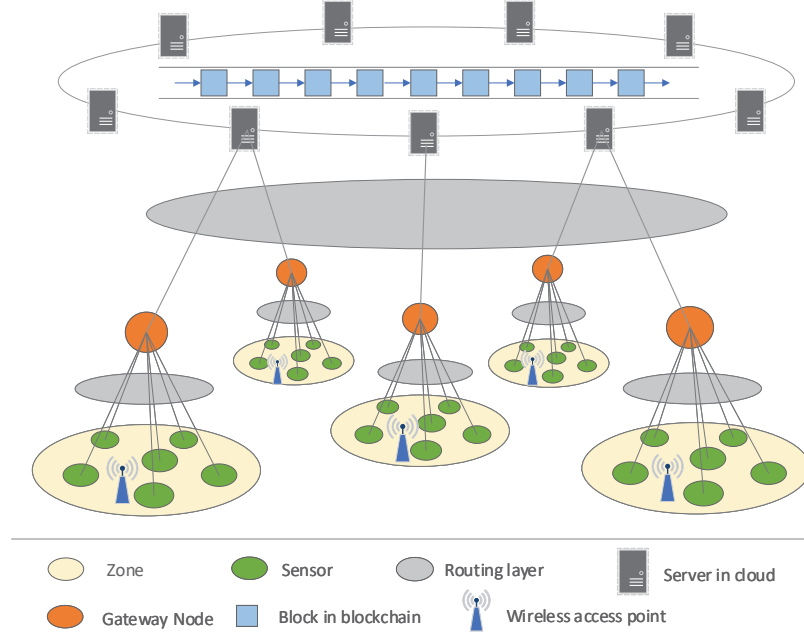 Zone
Sensor
Routing layer
Server in cloud
Gateway Node
Block in blockchain
Wireless access point